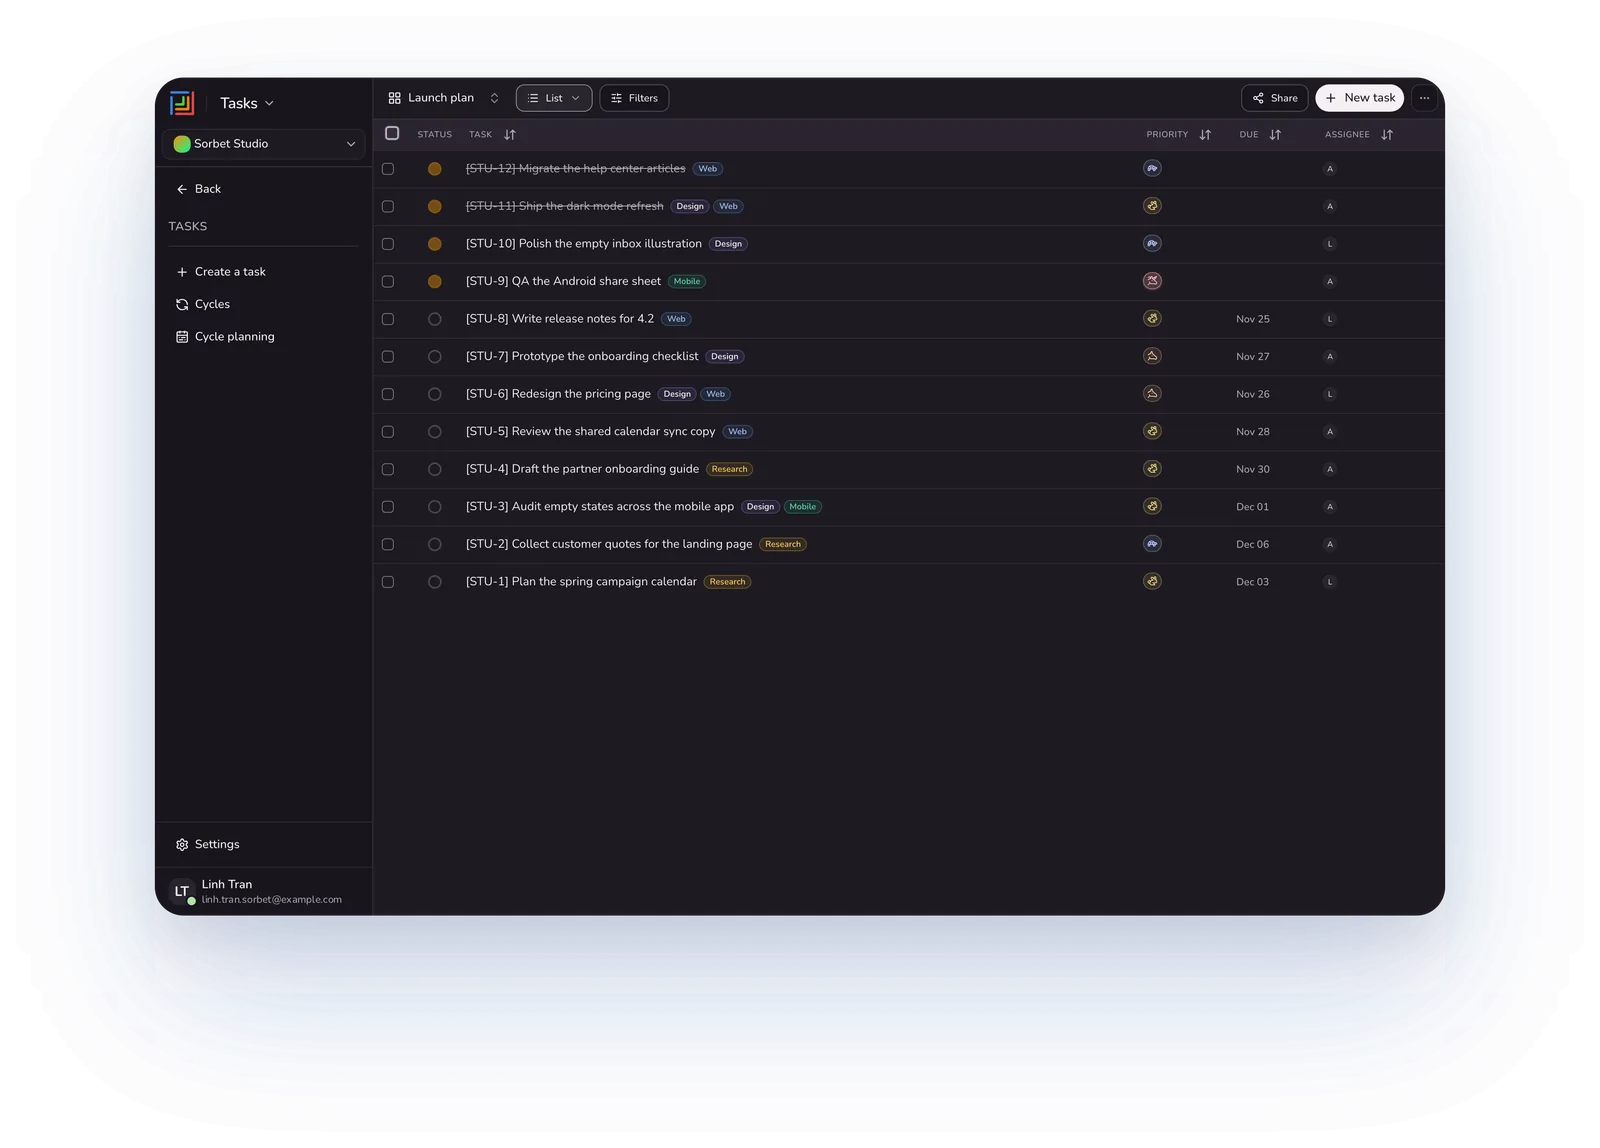 Tasks
Sorbet Studio
Back
TASKS
Create a task
Cycles
Cycle planning
Settings
LT
Linh Tran
linh.tran.sorbet@example.com
Launch plan List Filters Share New task
STATUS TASK PRIORITY DUE ASSIGNEE
[STU-12] Migrate the help center articles Web A
[STU-11] Ship the dark mode refresh Design Web A
[STU-10] Polish the empty inbox illustration Design L
[STU-9] QA the Android share sheet Mobile A
[STU-8] Write release notes for 4.2 Web Nov 25 L
[STU-7] Prototype the onboarding checklist Design Nov 27 A
[STU-6] Redesign the pricing page Design Web Nov 26 L
[STU-5] Review the shared calendar sync copy Web Nov 28 A
[STU-4] Draft the partner onboarding guide Research Nov 30 A
[STU-3] Audit empty states across the mobile app Design Mobile Dec 01 A
[STU-2] Collect customer quotes for the landing page Research Dec 06 A
[STU-1] Plan the spring campaign calendar Research Dec 03 L